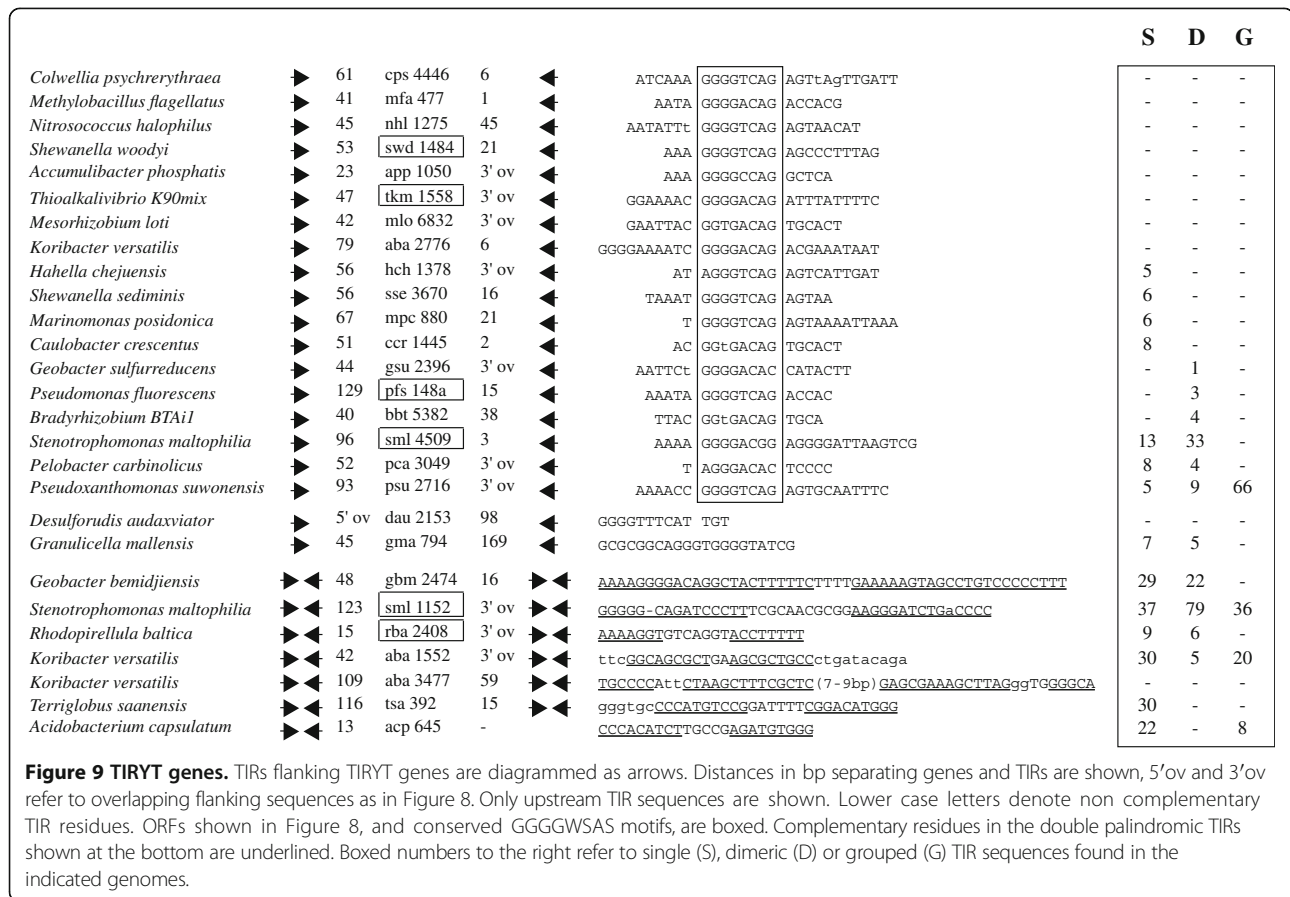 S D G
Colwellia psychrerythraea 61 cps 4446 6 ATCAAA GGGGTCAG AGTtAgTTGATT - - -
Methylobacillus flagellatus 41 mfa 477 1 AATA GGGGACAG ACCACG - - -
Nitrosococcus halophilus 45 nhl 1275 45 AATATTt GGGGTCAG AGTAACAT - - -
Shewanella woodyi 53 swd 1484 21 AAA GGGGTCAG AGCCCTTTAG - - -
Accumulibacter phosphatis 23 app 1050 3' ov AAA GGGGCCAG GCTCA - - -
Thioalkalivibrio K90mix 47 tkm 1558 3' ov GGAAAAC GGGGACAG ATTTATTTTC - - -
Mesorhizobium loti 42 mlo 6832 3' ov GAATTAC GGTGACAG TGCACT - - -
Koribacter versatilis 79 aba 2776 6 GGGGAAAATC GGGGACAG ACGAAATAAT - - -
Hahella chejuensis 56 hch 1378 3' ov AT AGGGTCAG AGTCATTGAT 5 - -
Shewanella sediminis 56 sse 3670 16 TAAAT GGGGTCAG AGTAA 6 - -
Marinomonas posidonica 67 mpc 880 21 T GGGGTCAG AGTAAAATTAAA 6 - -
Caulobacter crescentus 51 ccr 1445 2 AC GGtGACAG TGCACT 8 - -
Geobacter sulfurreducens 44 gsu 2396 3' ov AATTCt GGGGACAC CATACTT - 1 -
Pseudomonas fluorescens 129 pfs 148a 15 AAATA GGGGACAG ACCAC - 3 -
Bradyrhizobium BTAi1 40 bbt 5382 38 TTAC GGtGACAG TGCA - 4 -
Stenotrophomonas maltophilia 96 sml 4509 3 AAAA GGGGACGG AGGGGATTAAGTCG 13 33 -
Pelobacter carbinolicus 52 pca 3049 3' ov T AGGGACAC TCCCC 8 4 -
Pseudoxanthomonas suwonensis 93 psu 2716 3' ov AAAACC GGGGTCAG AGTGCAATTTC 5 9 66
Desulforudis audaxviator 5' ov dau 2153 98 GGGGTTTCAT TGT - - -
Granulicella mallensis 45 gma 794 169 GCGCGGCAGGGTGGGGTATCG 7 5 -
Geobacter bemidjiensis 48 gbm 2474 16 AAAAGGGGACAGGCTACTTTTTCTTTTGAAAAAGTAGCCTGTCCCCCTTT 29 22 -
Stenotrophomonas maltophilia 123 sml 1152 3' ov GGGGG-CAGATCCCTTTCGCAACGCGGAAGGGATCTGaCCCC 37 79 36
Rhodopirellula baltica 15 rba 2408 3' ov AAAAGGTGTCAGGTACCTTTTT 9 6 -
Koribacter versatilis 42 aba 1552 3' ov ttcGGCAGCGCTGAAGCGCTGCCctgatacaga 30 5 20
Koribacter versatilis 109 aba 3477 59 TGCCCCAttCTAAGCTTTCGCTC(7-9bp)GAGCGAAAGCTTAGggTGGGGCA - - -
Terriglobus saanensis 116 tsa 392 15 gggtgcCCCATGTCCGGATTTTCGGACATGGG 30 - -
Acidobacterium capsulatum 13 acp 645 - CCCACATCTTGCCGAGATGTGGG 22 - 8
Figure 9 TIRYT genes. TIRs flanking TIRYT genes are diagrammed as arrows. Distances in bp separating genes and TIRs are shown, 5′ov and 3′ov
refer to overlapping flanking sequences as in Figure 8. Only upstream TIR sequences are shown. Lower case letters denote non complementary
TIR residues. ORFs shown in Figure 8, and conserved GGGGWSAS motifs, are boxed. Complementary residues in the double palindromic TIRs
shown at the bottom are underlined. Boxed numbers to the right refer to single (S), dimeric (D) or grouped (G) TIR sequences found in the
indicated genomes.